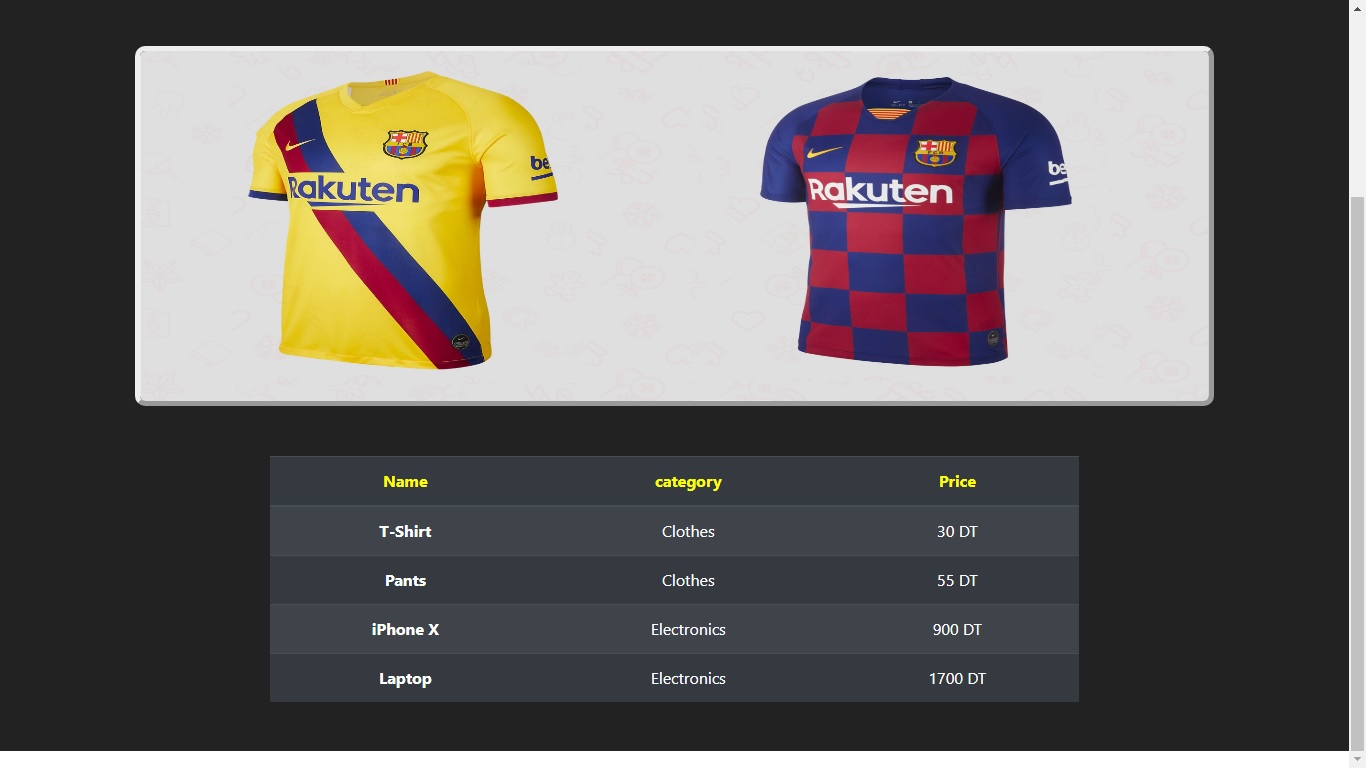 Rakuten
be
Rakuten
be
Name category Price
T-Shirt Clothes 30 DT
Pants Clothes 55 DT
iPhone X Electronics 900 DT
Laptop Electronics 1700 DT